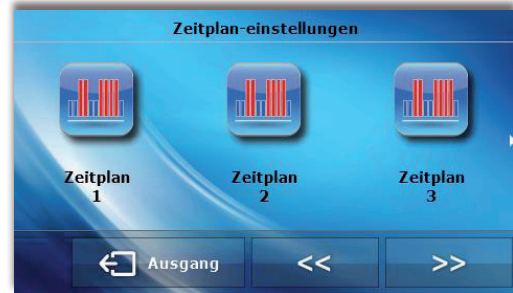 Zeitplan-einstellungen
Zeitplan
1
Zeitplan
2
Zeitplan
3
Ausgang
<<
>>